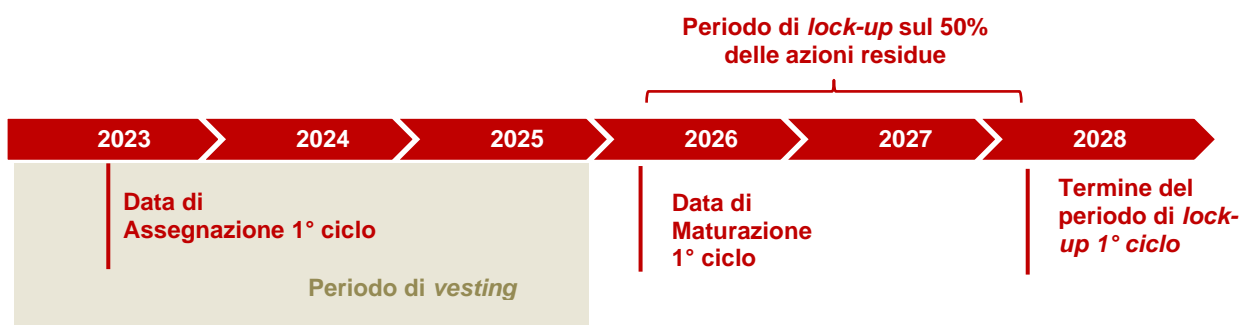 Periodo di lock-up sul 50%
delle azioni residue
2023
2024
2025
2026
2027
2028
Data di
Assegnazione 1° ciclo
Data di
Maturazione
1° ciclo
Termine del
periodo di lock-
up 1° ciclo
Periodo di vesting